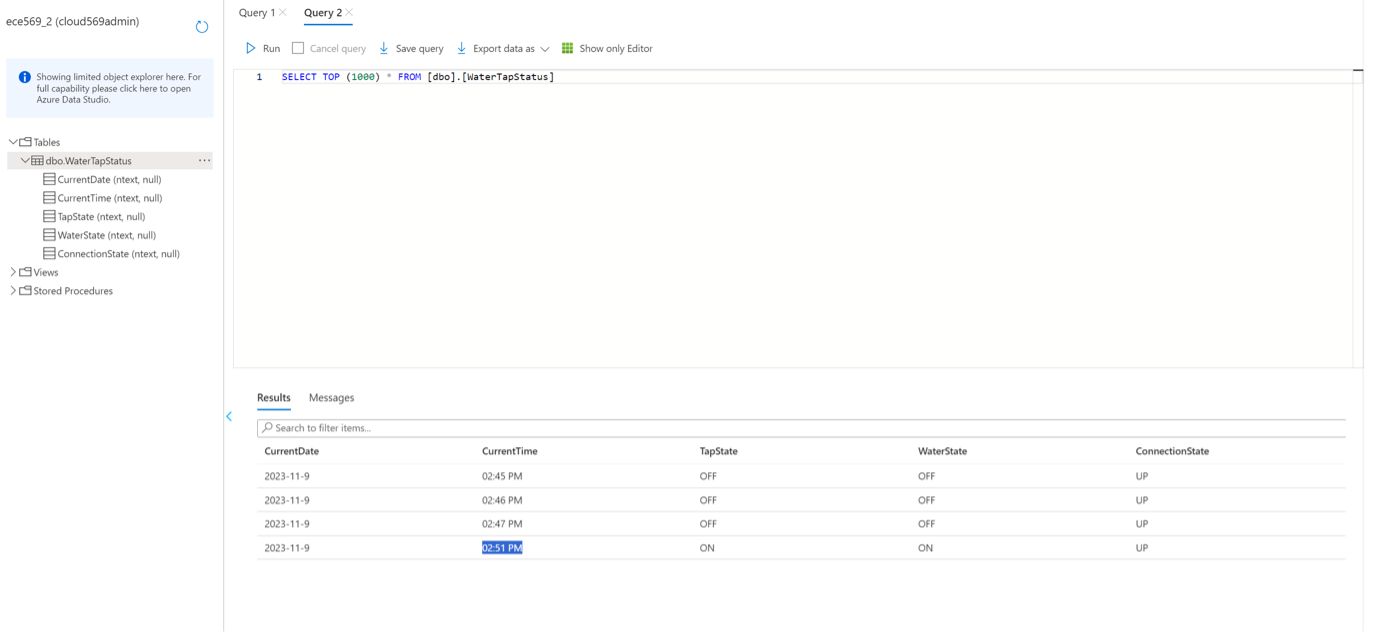 ece569_2 (cloud569admin)
Showing limited object explorer here. For
full capability please click here to open
Azure Data Studio.
Tables
dbo.WaterTapStatus
CurrentDate (ntext, null)
CurrentTime (ntext, null)
TapState (ntext, null)
WaterState (ntext, null)
ConnectionState (ntext, null)
Views
Stored Procedures
Query 1 Query 2
Run Cancel query Save query Export data as Show only Editor
1 SELECT TOP (1000) * FROM [dbo].[WaterTapStatus]
Results Messages
Search to filter items...
CurrentDate CurrentTime TapState WaterState ConnectionState
2023-11-9 02:45 PM OFF OFF UP
2023-11-9 02:46 PM OFF OFF UP
2023-11-9 02:47 PM OFF OFF UP
2023-11-9 02:51 PM ON ON UP